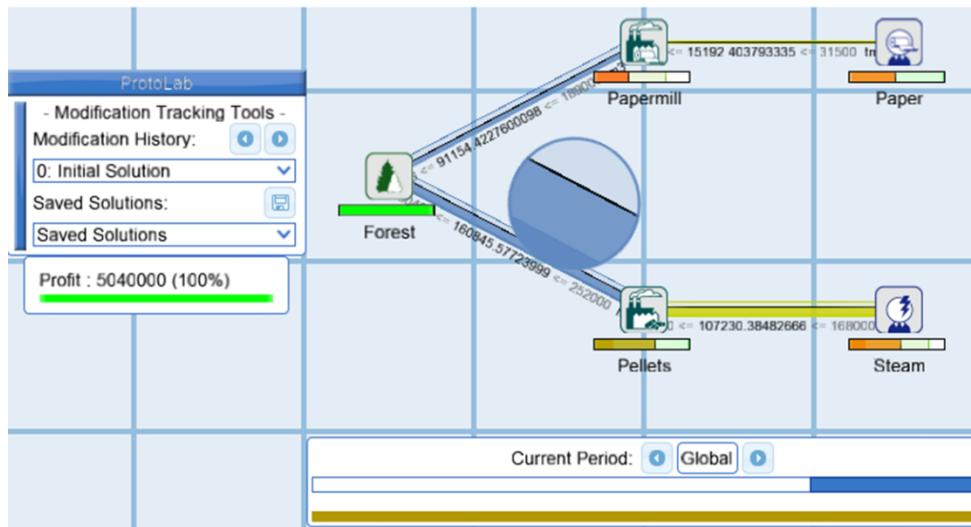 ProtoLab
- Modification Tracking Tools -
Modification History:
0: Initial Solution
Saved Solutions:
Saved Solutions
Profit : 5040000 (100%)
<= 15192 403793335 <= 31500
Papermill
Paper
<= 91154.4227600098 <= 18900
Forest
<= 160845.57723999 <= 252000
<= 107230.38482666 <= 168000
Pellets
Steam
Current Period:
Global